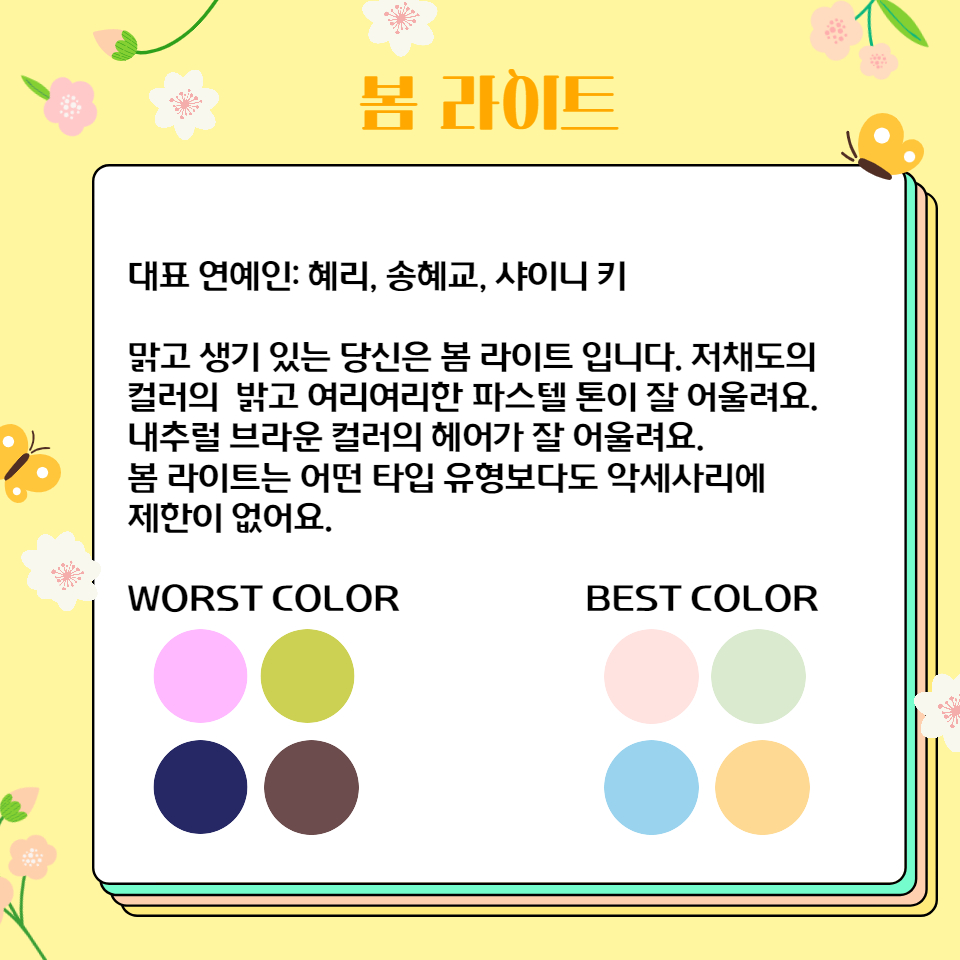 봄 라이트
대표 연예인: 혜리, 송혜교, 샤이니 키
맑고 생기 있는 당신은 봄 라이트 입니다. 저채도의
컬러의 밝고 여리여리한 파스텔 톤이 잘 어울려요.
내추럴 브라운 컬러의 헤어가 잘 어울려요.
봄 라이트는 어떤 타입 유형보다도 악세사리에
제한이 없어요.
WORST COLOR
BEST COLOR